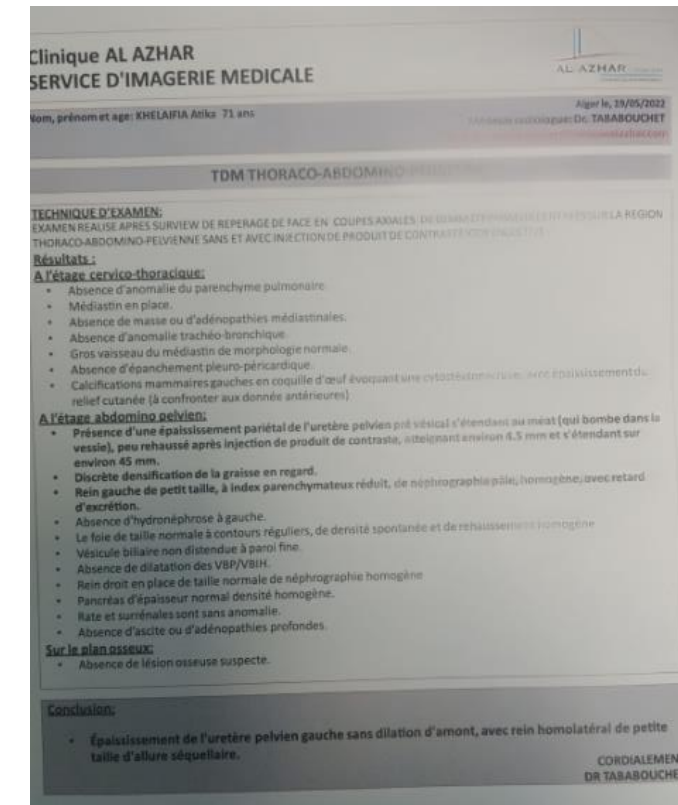 Clinique AL AZHAR
SERVICE D'IMAGERIE MEDICALE
AL AZHAR
Alger le, 19/05/2022
Nom, prénom et age: KHELAIFIA Atika 71 ans
Médecin radiologue: Dr. TABABOUCHET
TDM THORACO-ABDOMINO-PELVIENNE
TECHNIQUE D'EXAMEN:
EXAMEN REALISE APRES SURVIEW DE REPERAGE DE FACE EN COUPES AXIALES SUR LA REGION
THORACO-ABDOMINO-PELVIENNE SANS ET AVEC INJECTION DE PRODUIT DE CONTRASTE
Résultats :
A l'étage cervico-thoracique:
• Absence d'anomalie du parenchyme pulmonaire
• Médiastin en place.
• Absence de masse ou d'adénopathies médiastinales.
• Absence d'anomalie trachéo-bronchique.
• Gros vaisseau du médiastin de morphologie normale.
• Absence d'épanchement pleuro-péricardique.
• Calcifications mammaires gauches en coquille d'œuf évoquant une cytostéatonécrose, avec épaississement du
relief cutanée (à confronter aux donnée antérieures)
A l'étage abdomino pelvien:
• Présence d'une épaississement pariétal de l'uretère pelvien pré vésical s'étendant au méat (qui bombe dans la
vessie), peu rehaussé après injection de produit de contraste, atteignant environ 4.5 mm et s'étendant sur
environ 45 mm.
• Discrète densification de la graisse en regard.
• Rein gauche de petit taille, à index parenchymateux réduit, de néphrographie pâle, homogène, avec retard
d'excrétion.
• Absence d'hydronéphrose à gauche.
• Le foie de taille normale à contours réguliers, de densité spontanée et de rehaussement homogène
• Vésicule biliaire non distendue à paroi fine.
• Absence de dilatation des VBP/VBIH.
• Rein droit en place de taille normale de néphrographie homogène
• Pancréas d'épaisseur normal densité homogène.
• Rate et surrénales sont sans anomalie.
• Absence d'ascite ou d'adénopathies profondes.
Sur le plan osseux:
• Absence de lésion osseuse suspecte.
Conclusion:
• Épaississement de l'uretère pelvien gauche sans dilation d'amont, avec rein homolatéral de petite
taille d'allure séquellaire.
CORDIALEMEN
DR TABABOUCHE